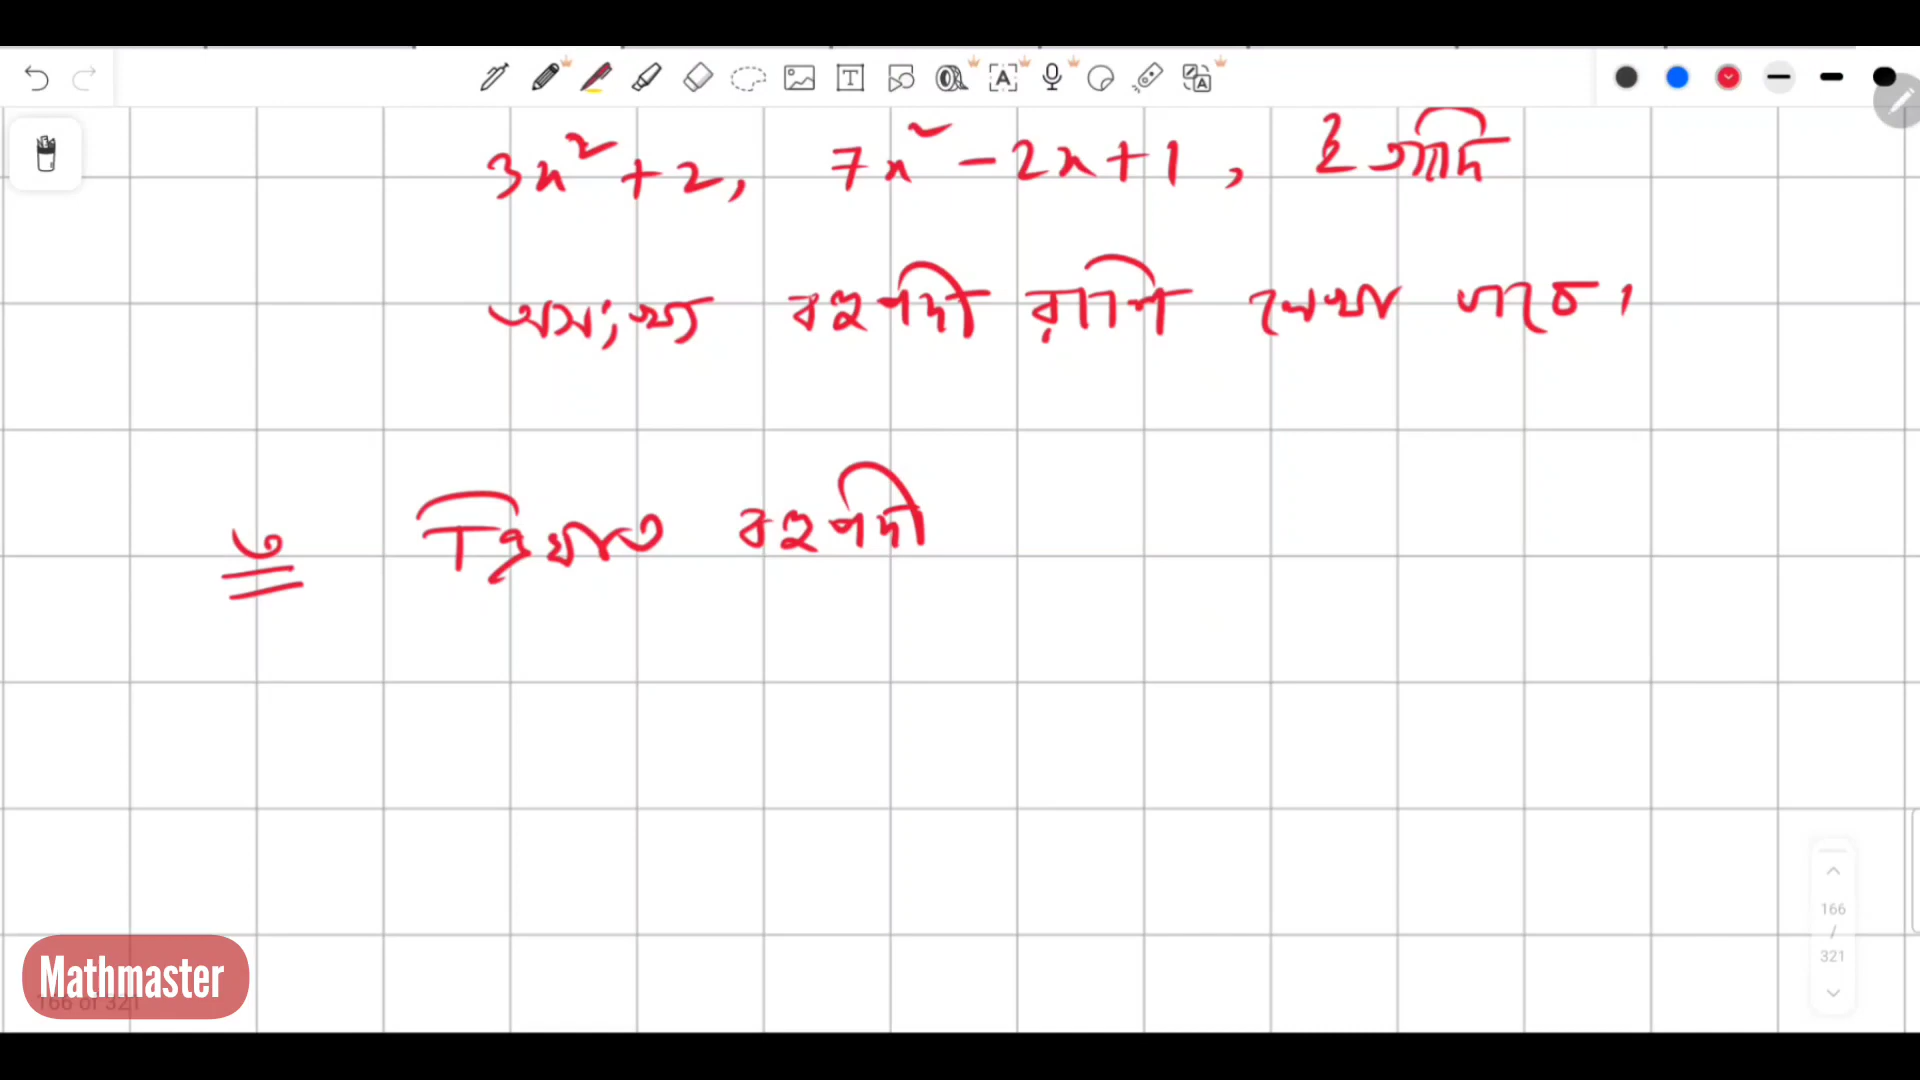 3x² + 2, 7x² - 2x + 1, ইত্যাদি
অসংখ্য বহুপদী রাশি লেখা যাবে।
৩ ত্রিঘাত বহুপদী
166
/
321
Mathmaster
166 of 321